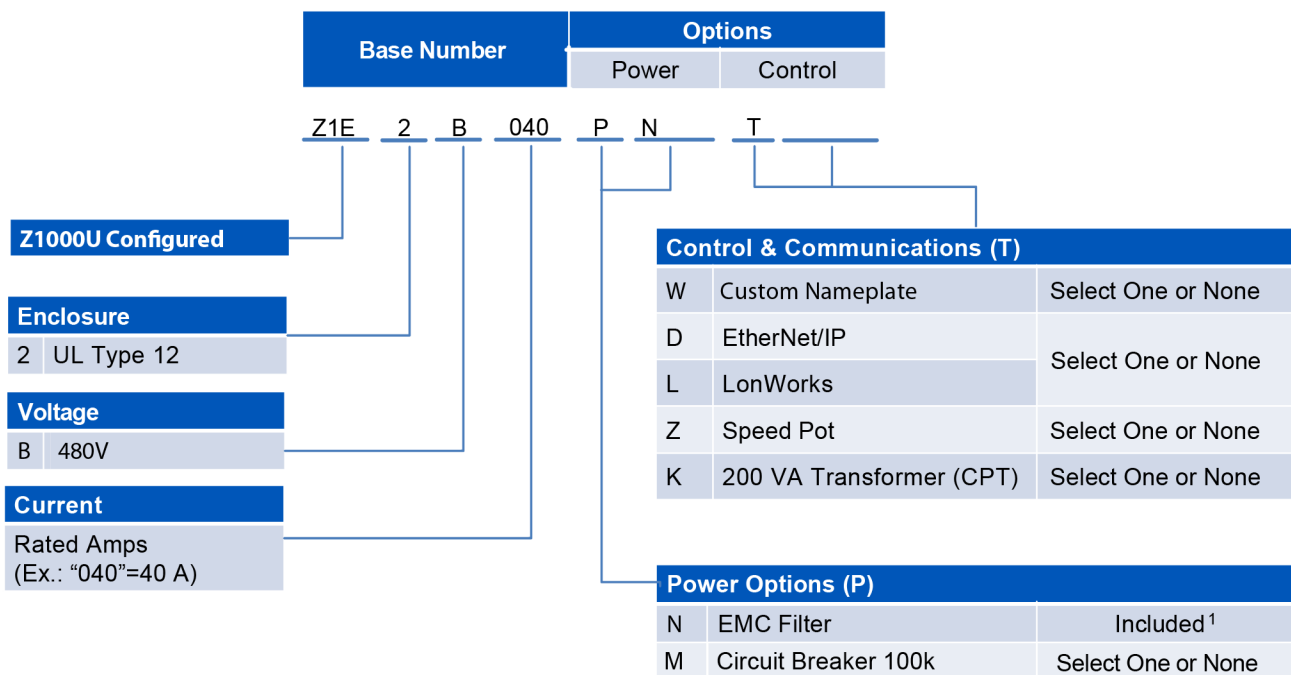 Base Number
Options
Power Control
Z1E 2 B 040 P N T
Z1000U Configured
Enclosure
2 UL Type 12
Voltage
B 480V
Current
Rated Amps
(Ex.: “040”=40 A)
Control & Communications (T)
W Custom Nameplate Select One or None
D EtherNet/IP
Select One or None
L LonWorks
Z Speed Pot Select One or None
K 200 VA Transformer (CPT) Select One or None
Power Options (P)
N EMC Filter Included¹
M Circuit Breaker 100k Select One or None